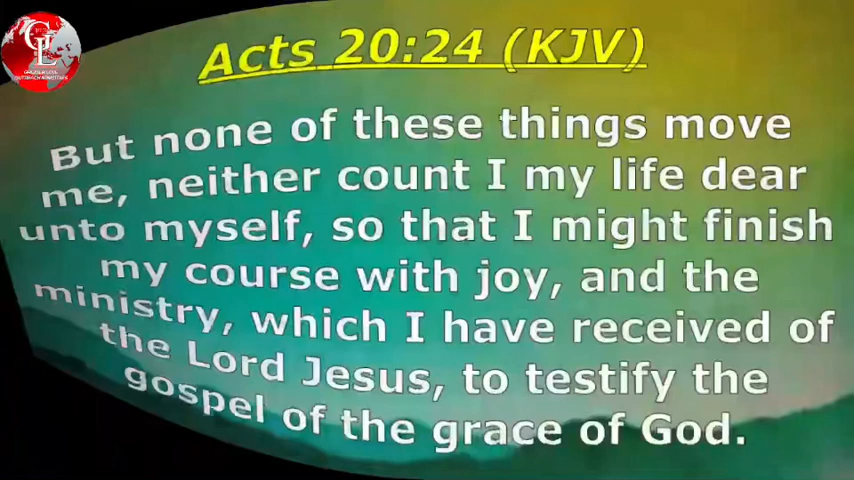 GL
Acts 20:24 (KJV)
But none of these things move
me, neither count I my life dear
unto myself, so that I might finish
my course with joy, and the
ministry, which I have received of
the Lord Jesus, to testify the
gospel of the grace of God.